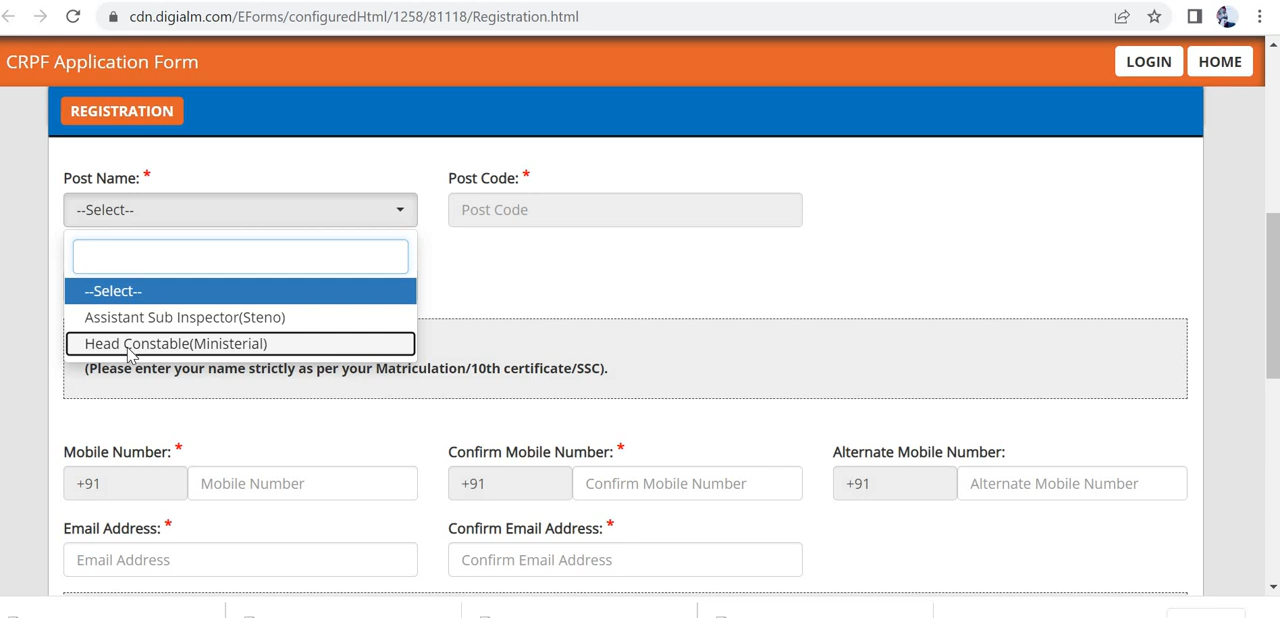 cdn.digialm.com/EForms/configuredHtml/1258/81118/Registration.html
CRPF Application Form
LOGIN
HOME
REGISTRATION
Post Name: *
Post Code: *
--Select--
Post Code
--Select--
Assistant Sub Inspector(Steno)
Head Constable(Ministerial)
(Please enter your name strictly as per your Matriculation/10th certificate/SSC).
Mobile Number: *
Confirm Mobile Number: *
Alternate Mobile Number:
+91
Mobile Number
+91
Confirm Mobile Number
+91
Alternate Mobile Number
Email Address: *
Confirm Email Address: *
Email Address
Confirm Email Address